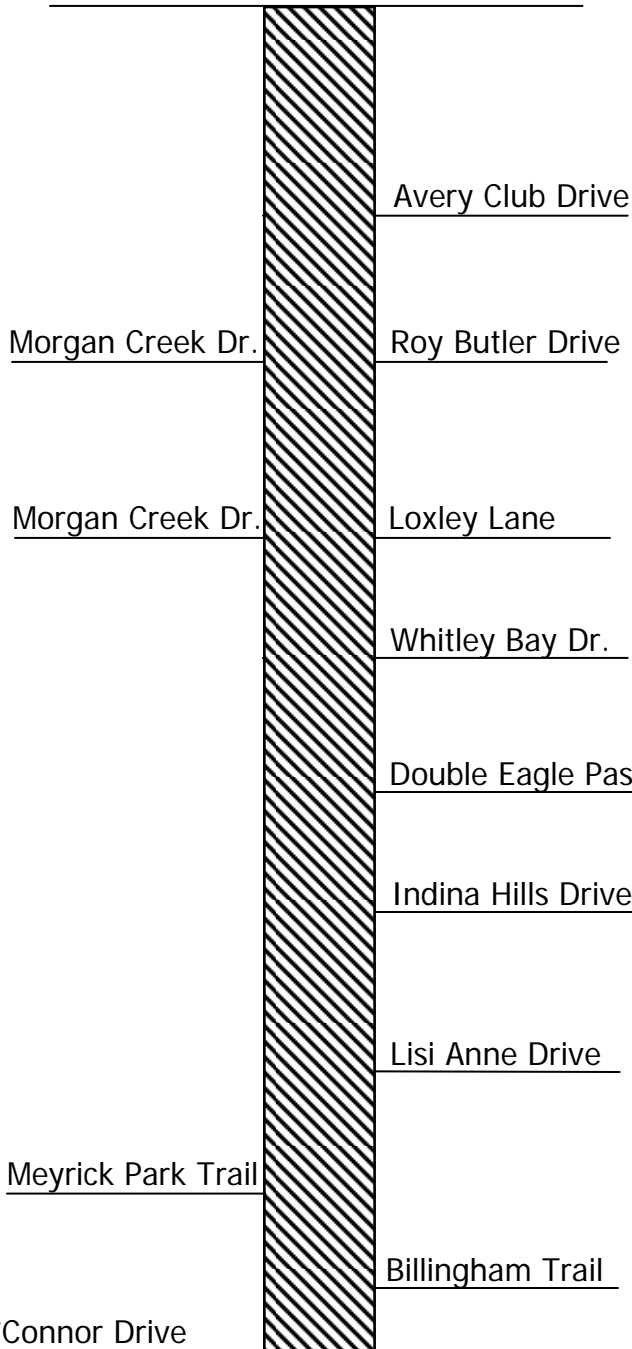 Avery Club Drive
Morgan Creek Dr. Roy Butler Drive
Morgan Creek Dr. Loxley Lane
Whitley Bay Dr.
Double Eagle Pas
Indina Hills Drive
Lisi Anne Drive
Meyrick Park Trail
Billingham Trail
'Connor Drive